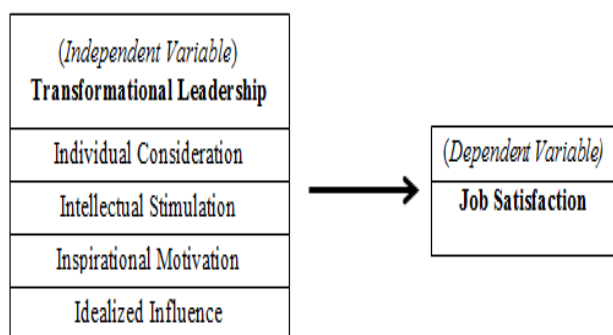 (Independent Variable)
Transformational Leadership
Individual Consideration
Intellectual Stimulation
Inspirational Motivation
Idealized Influence
(Dependent Variable)
Job Satisfaction